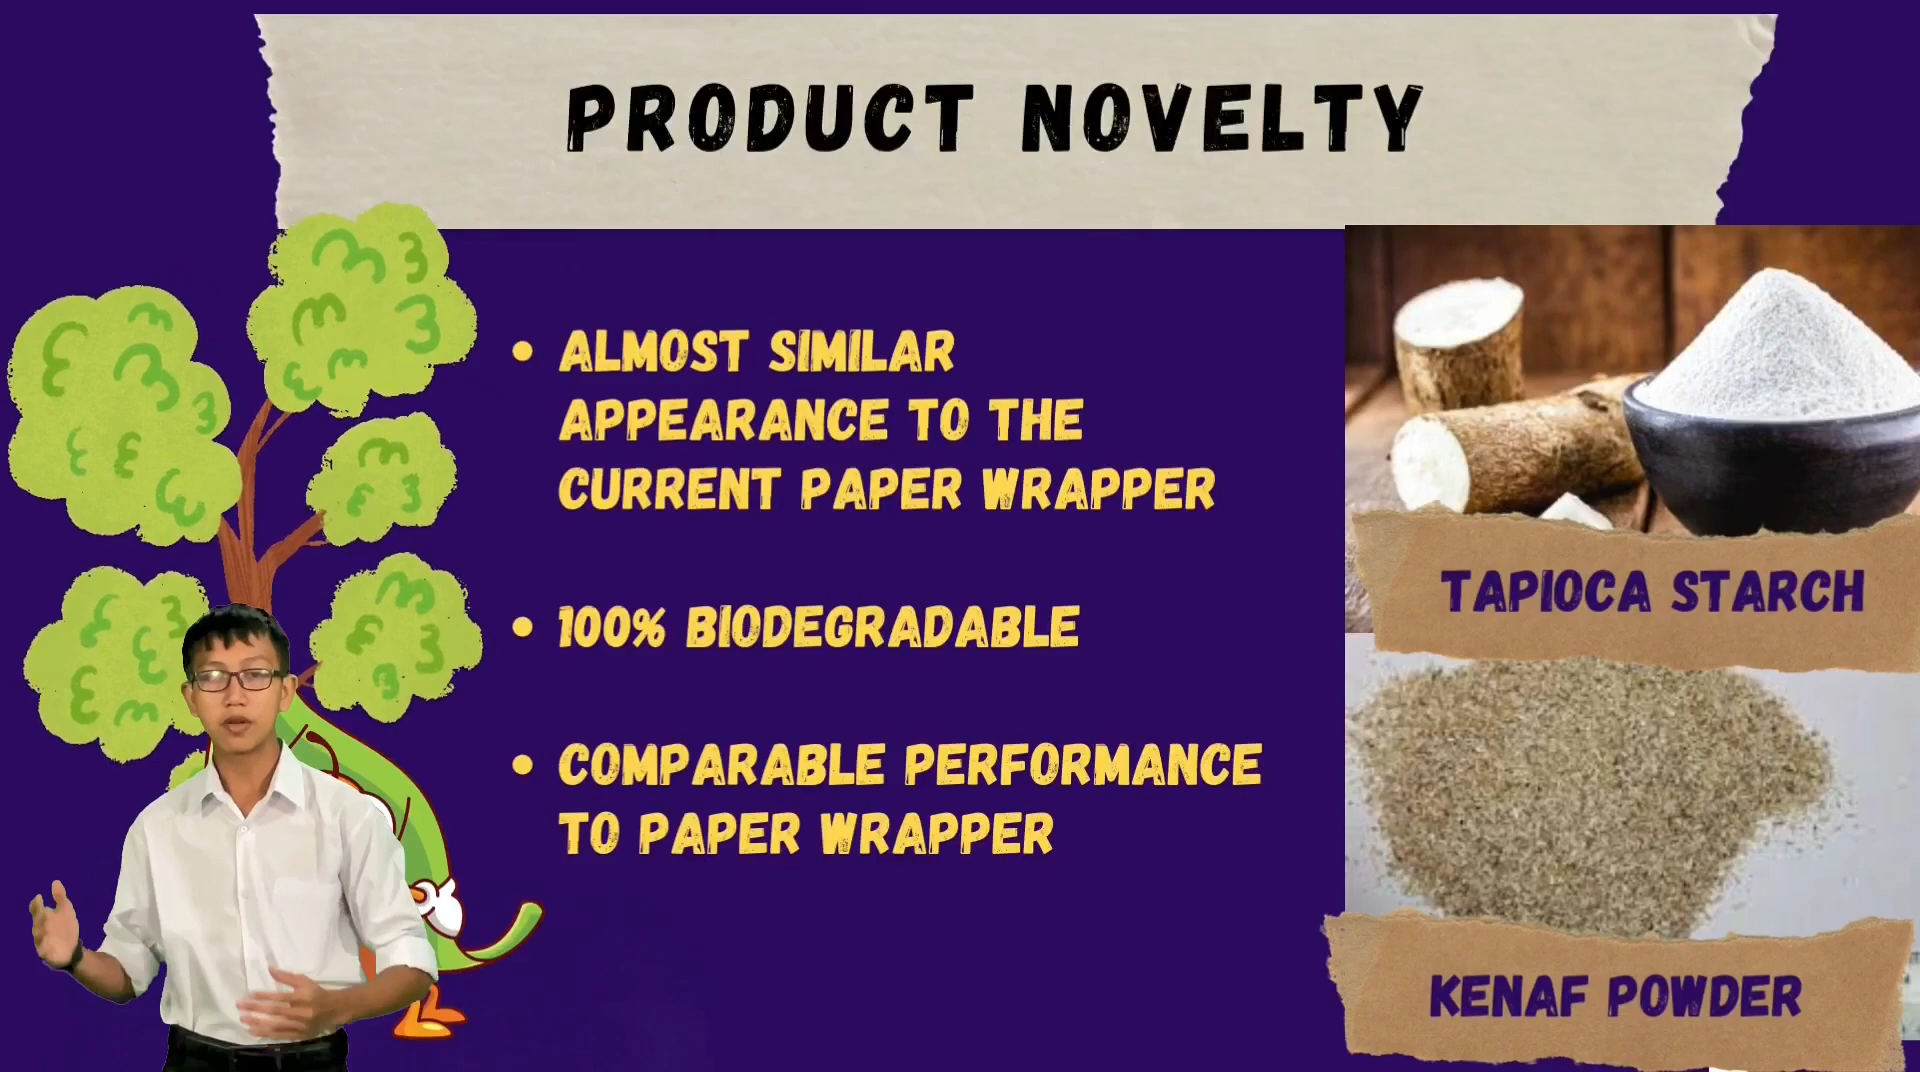 PRODUCT NOVELTY
• ALMOST SIMILAR
APPEARANCE TO THE
CURRENT PAPER WRAPPER
• 100% BIODEGRADABLE
• COMPARABLE PERFORMANCE
TO PAPER WRAPPER
TAPIOCA STARCH
KENAF POWDER